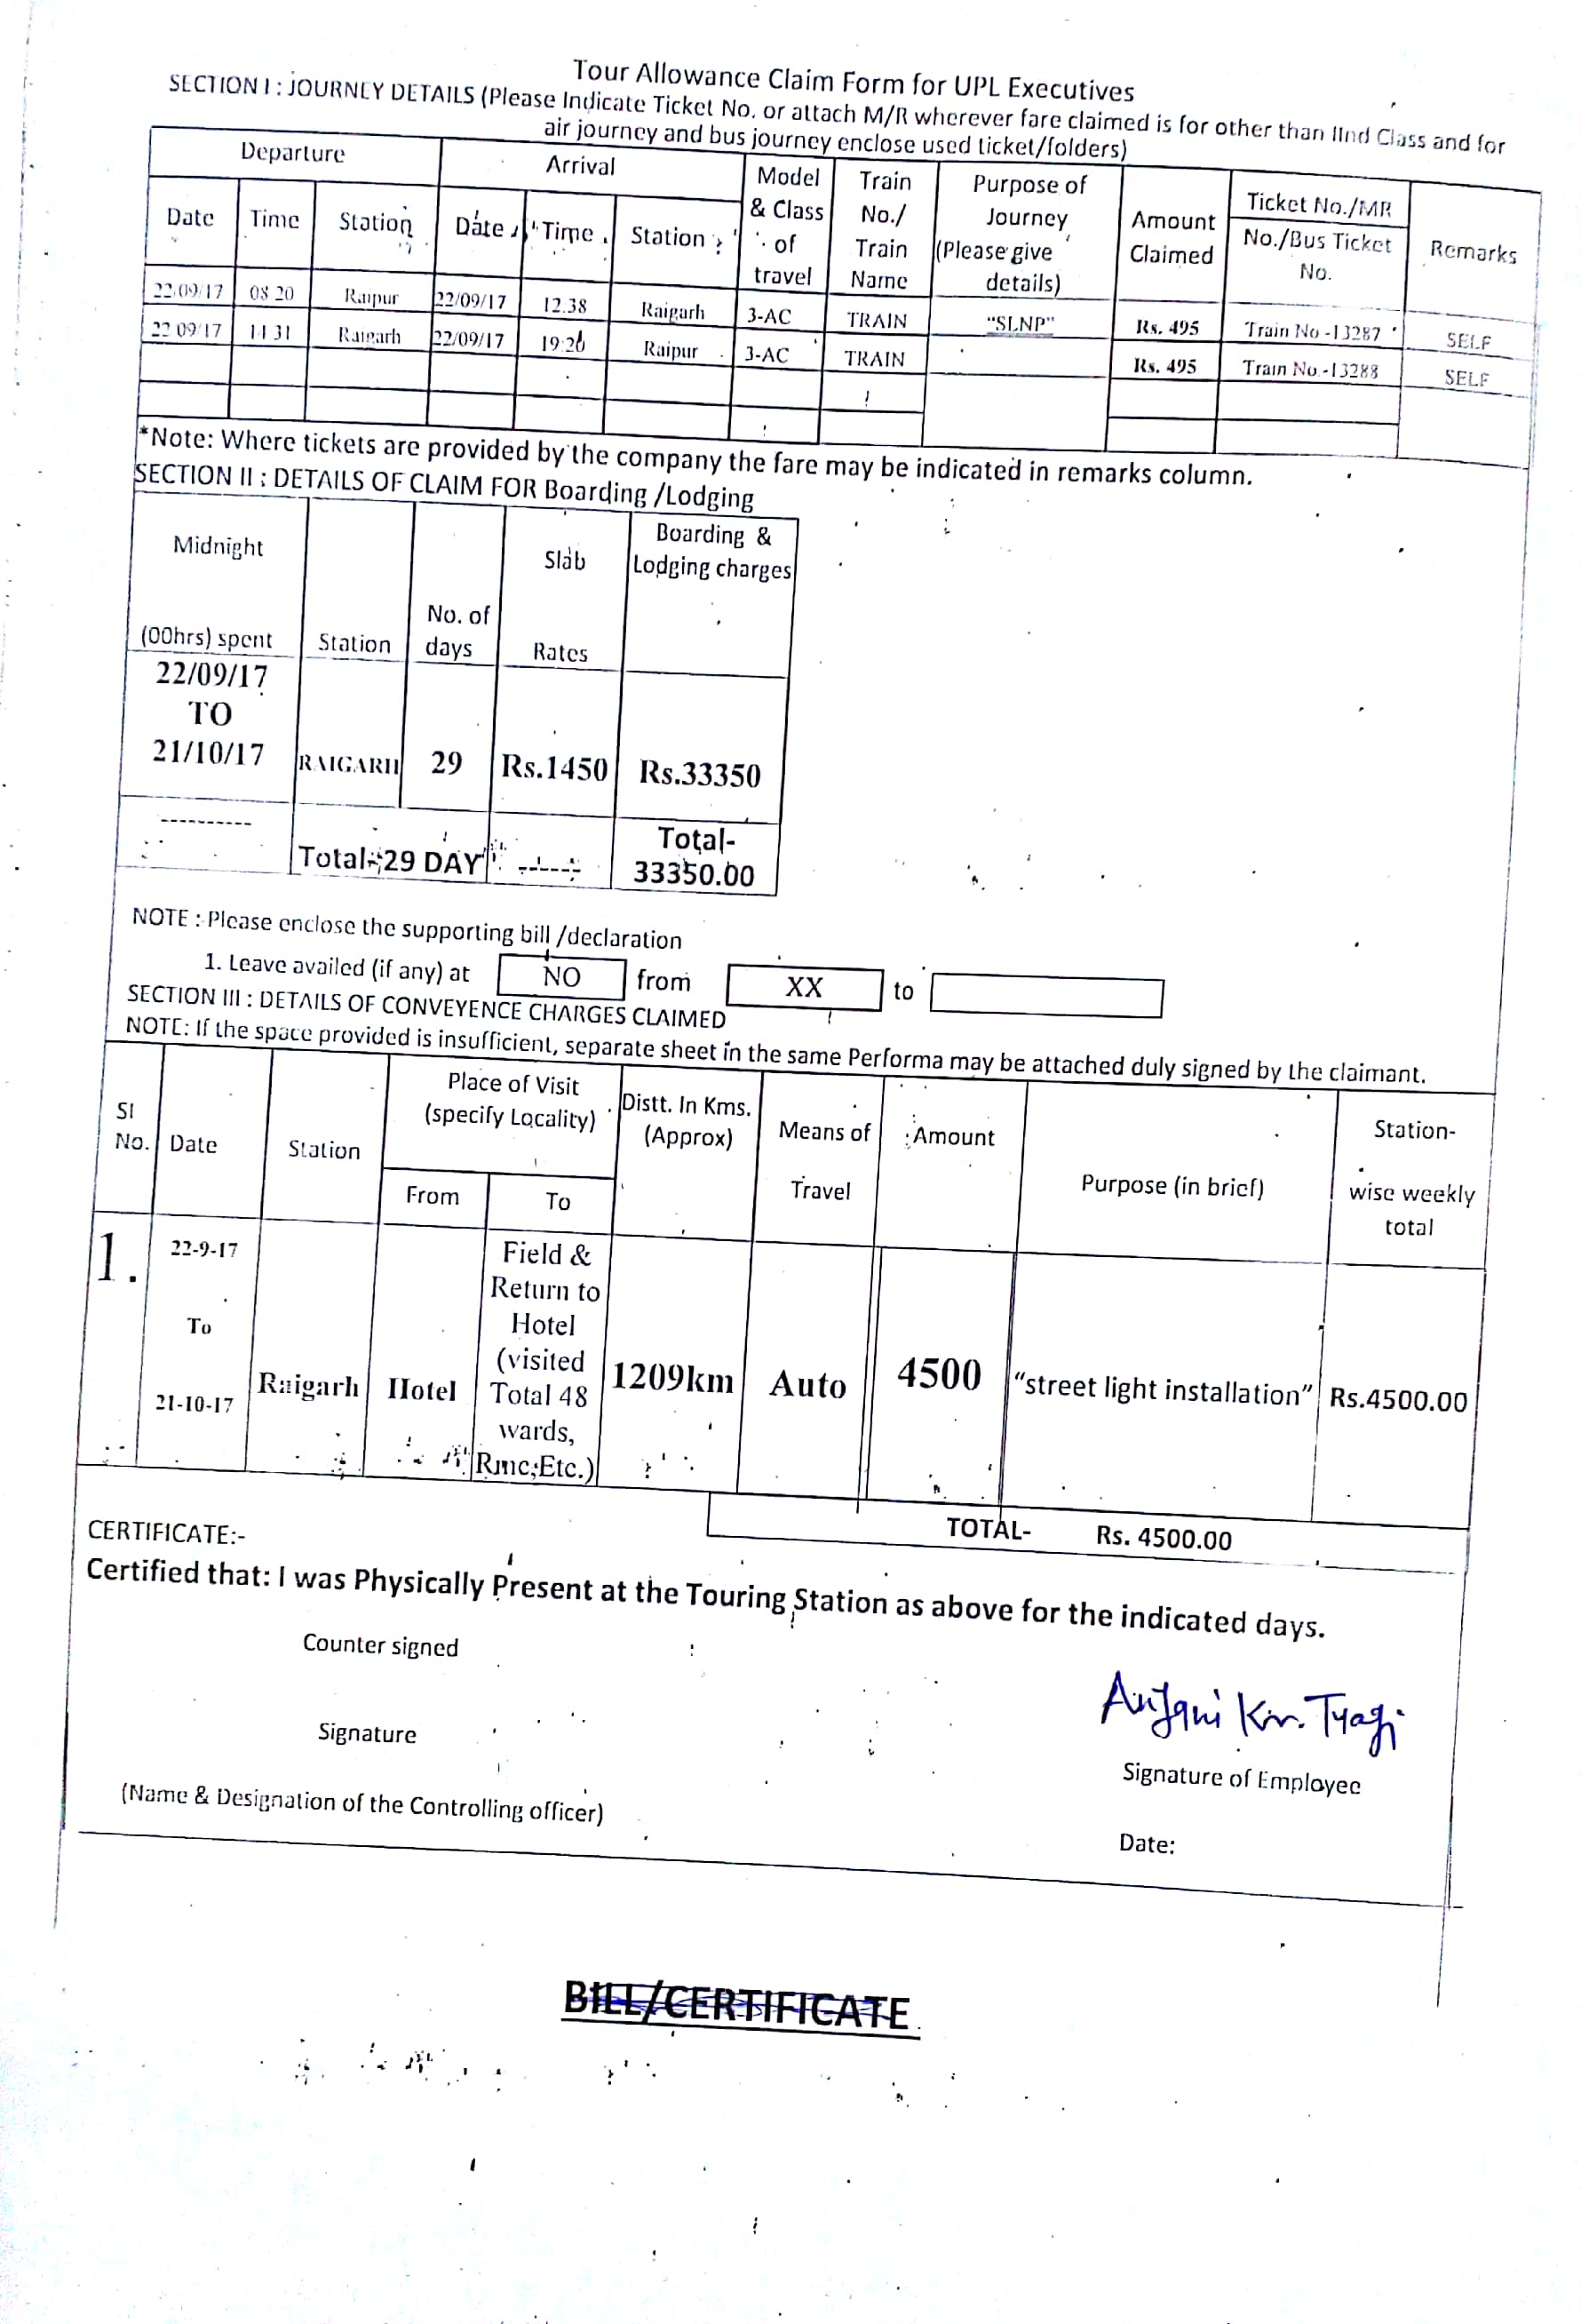 Tour Allowance Claim Form for UPL Executives
SECTION I : JOURNEY DETAILS (Please Indicate Ticket No. or attach M/R wherever fare claimed is for other than IInd Class and for
air journey and bus journey enclose used ticket/folders)
Departure Arrival Model & Class of travel Train No./ Train Name Purpose of Journey (Please give details) Amount Claimed Ticket No./MR No./Bus Ticket No. Remarks
Date Time Station Date Time Station
22/09/17 08 20 Raipur 22/09/17 12.38 Raigarh 3-AC TRAIN "SLNP" Rs. 495 Train No -13287 SELF
22 09/17 14 31 Raigarh 22/09/17 19:20 Raipur 3-AC TRAIN Rs. 495 Train No.-13288 SELF
*Note: Where tickets are provided by the company the fare may be indicated in remarks column.
SECTION II : DETAILS OF CLAIM FOR Boarding /Lodging
Midnight
(00hrs) spent Station No. of days Slab Rates Boarding & Lodging charges
22/09/17
TO
21/10/17 RAIGARH 29 Rs.1450 Rs.33350
----------
Total-;29 DAY ------ Total-
33350.00
NOTE : Please enclose the supporting bill /declaration
1. Leave availed (if any) at NO from XX to
SECTION III : DETAILS OF CONVEYENCE CHARGES CLAIMED
NOTE: If the space provided is insufficient, separate sheet in the same Performa may be attached duly signed by the claimant.
Sl No. Date Station Place of Visit (specify Locality) Distt. In Kms. (Approx) Means of Travel Amount Purpose (in brief) Station-wise weekly total
From To
1. 22-9-17
To
21-10-17 Raigarh Hotel Field &
Return to
Hotel
(visited
Total 48
wards,
Rmc;Etc.) 1209km Auto 4500 "street light installation" Rs.4500.00
TOTAL- Rs. 4500.00
CERTIFICATE:-
Certified that: I was Physically Present at the Touring Station as above for the indicated days.
Counter signed
Anjani Kr. Tyagi
Signature
Signature of Employee
(Name & Designation of the Controlling officer)
Date:
BILL/CERTIFICATE